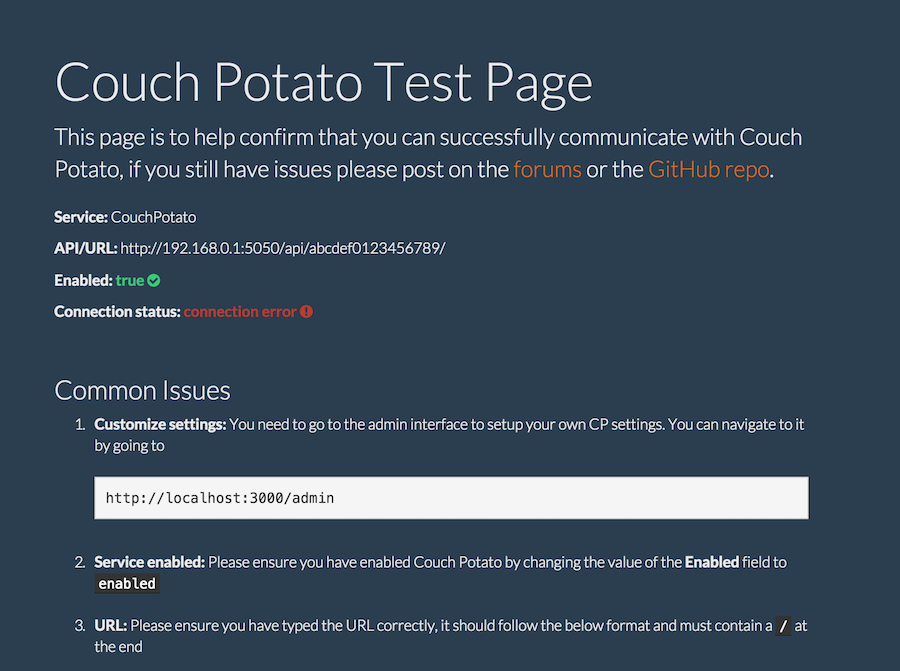 Couch Potato Test Page
This page is to help confirm that you can successfully communicate with Couch
Potato, if you still have issues please post on the forums or the GitHub repo.
Service: CouchPotato
API/URL: http://192.168.0.1:5050/api/abcdef0123456789/
Enabled: true
Connection status: connection error
Common Issues
1. Customize settings: You need to go to the admin interface to setup your own CP settings. You can navigate to it
by going to
http://localhost:3000/admin
2. Service enabled: Please ensure you have enabled Couch Potato by changing the value of the Enabled field to
enabled
3. URL: Please ensure you have typed the URL correctly, it should follow the below format and must contain a / at
the end